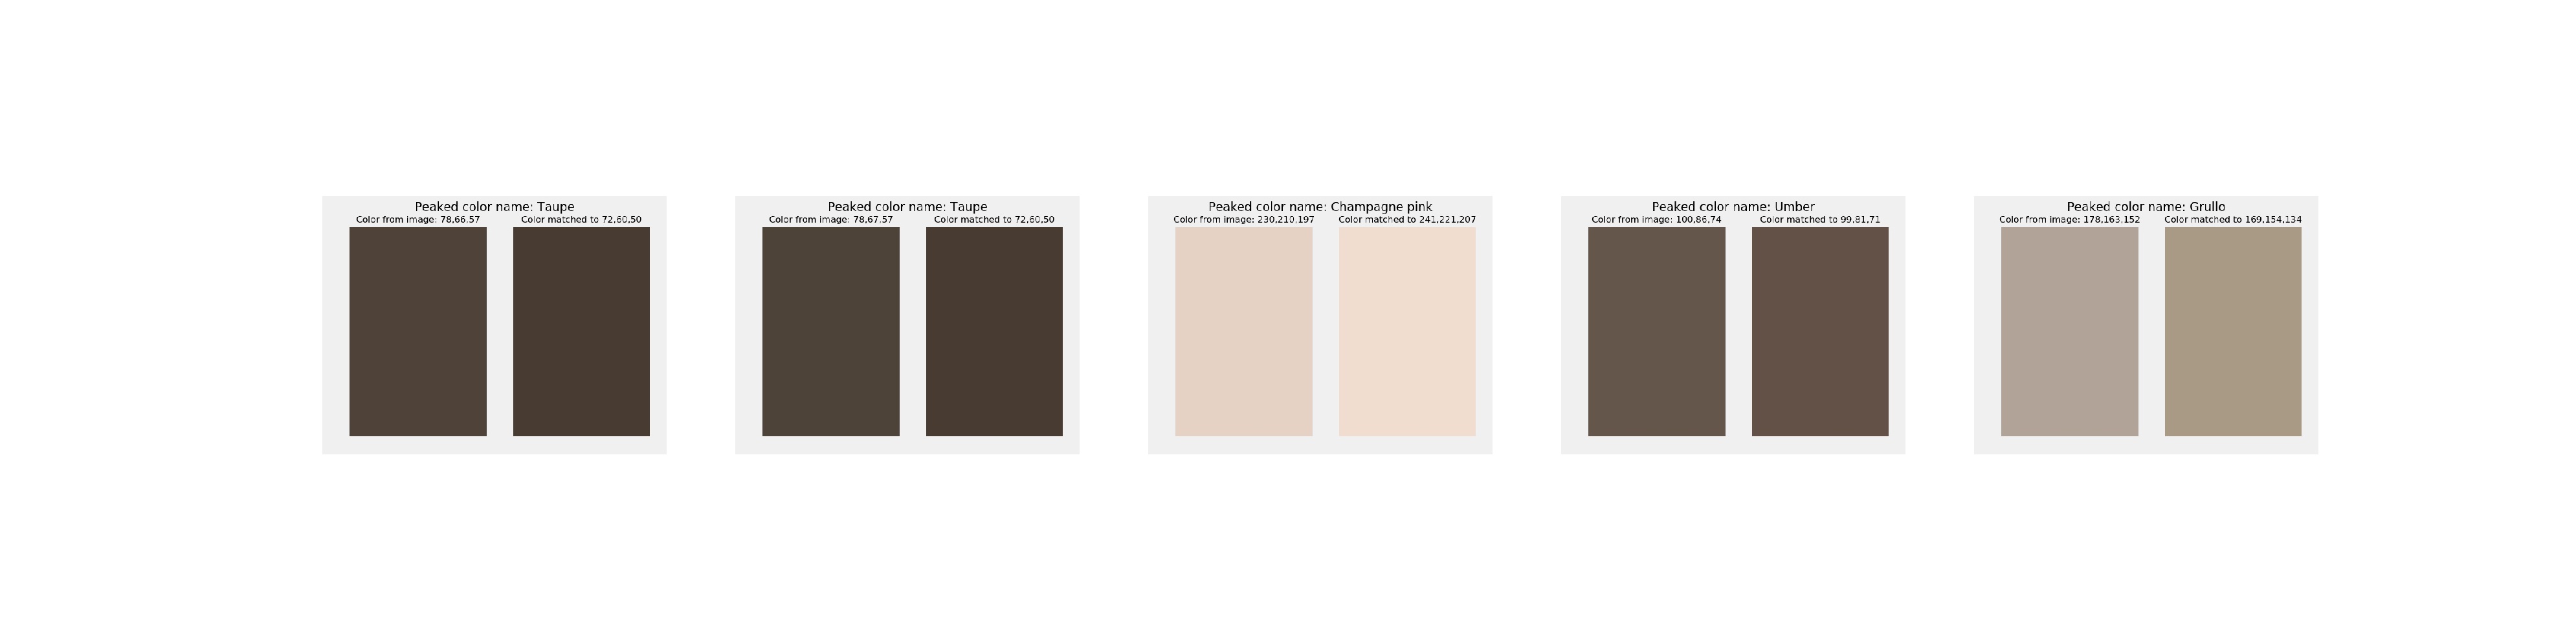 Peaked color name: Taupe
Color from image: 78,66,57
Color matched to 72,60,50
Peaked color name: Taupe
Color from image: 78,67,57
Color matched to 72,60,50
Peaked color name: Champagne pink
Color from image: 230,210,197
Color matched to 241,221,207
Peaked color name: Umber
Color from image: 100,86,74
Color matched to 99,81,71
Peaked color name: Grullo
Color from image: 178,163,152
Color matched to 169,154,134